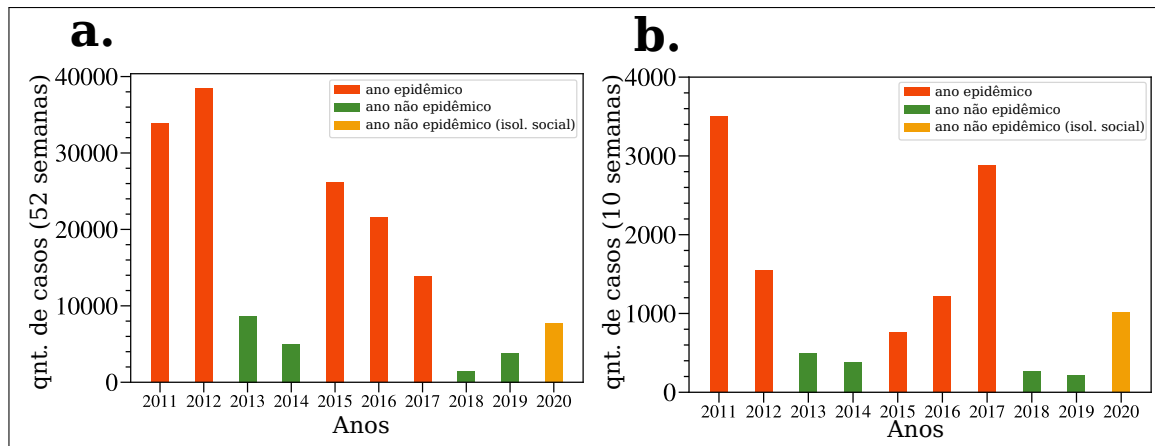 a.
qnt. de casos (52 semanas)
40000
30000
20000
10000
0
ano epidêmico
ano não epidêmico
ano não epidêmico (isol. social)
2011 2012 2013 2014 2015 2016 2017 2018 2019 2020
Anos
b.
qnt. de casos (10 semanas)
4000
3000
2000
1000
0
ano epidêmico
ano não epidêmico
ano não epidêmico (isol. social)
2011 2012 2013 2014 2015 2016 2017 2018 2019 2020
Anos